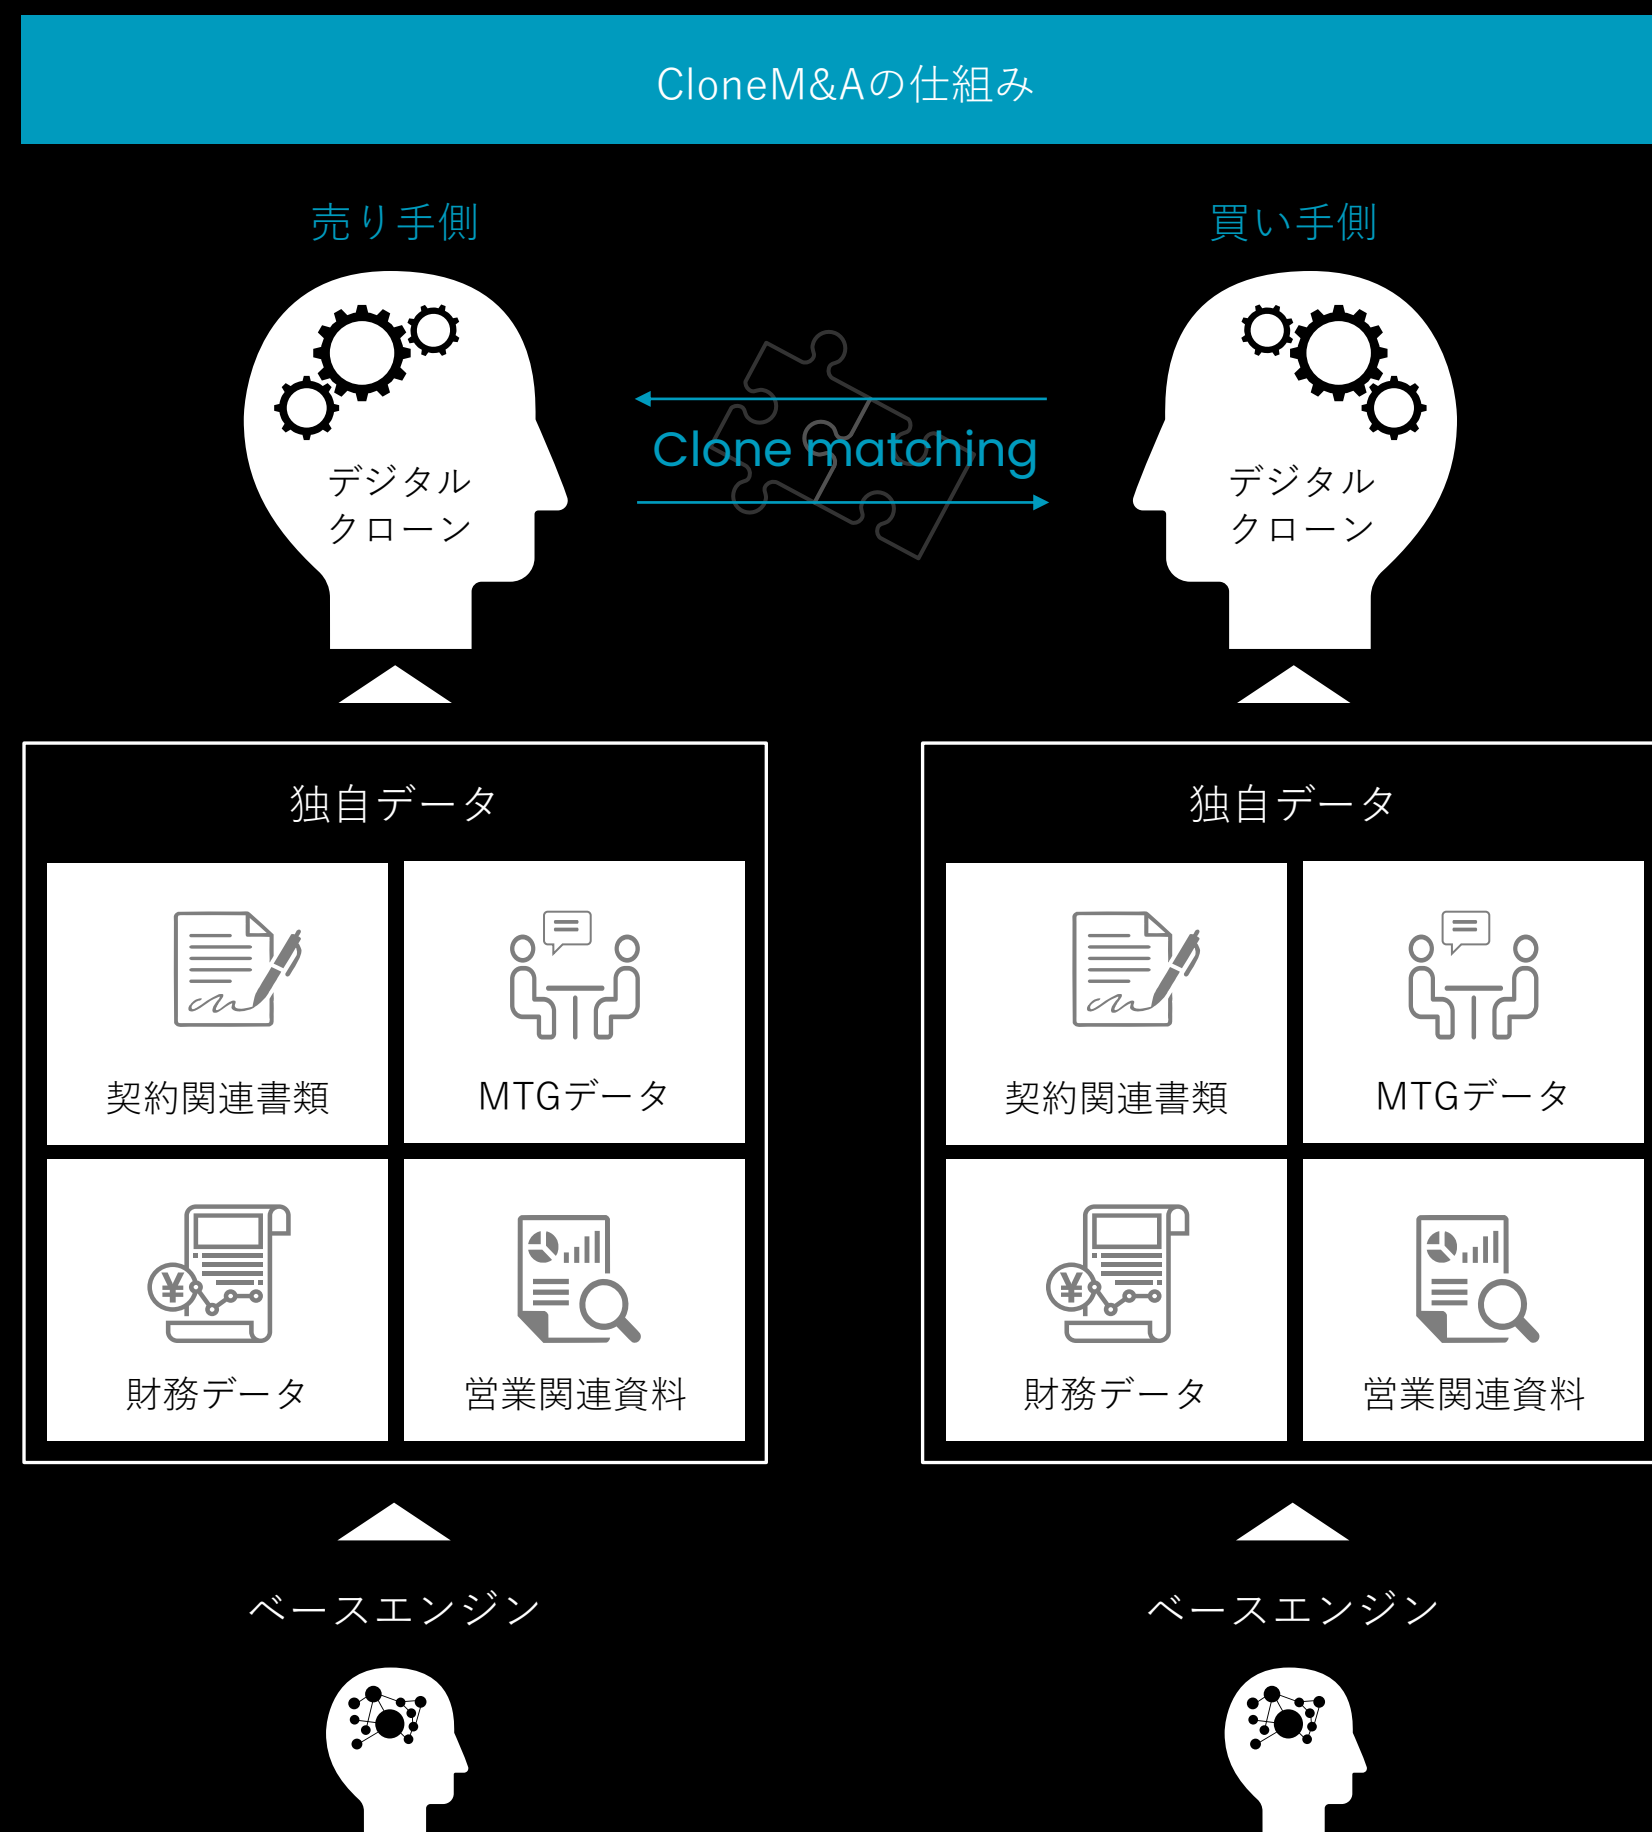 CloneM&Aの仕組み
売り手側
買い手側
Clone matching
デジタル
クローン
デジタル
クローン
独自データ
契約関連書類
MTGデータ
¥
財務データ
営業関連資料
独自データ
契約関連書類
MTGデータ
¥
財務データ
営業関連資料
ベースエンジン
ベースエンジン